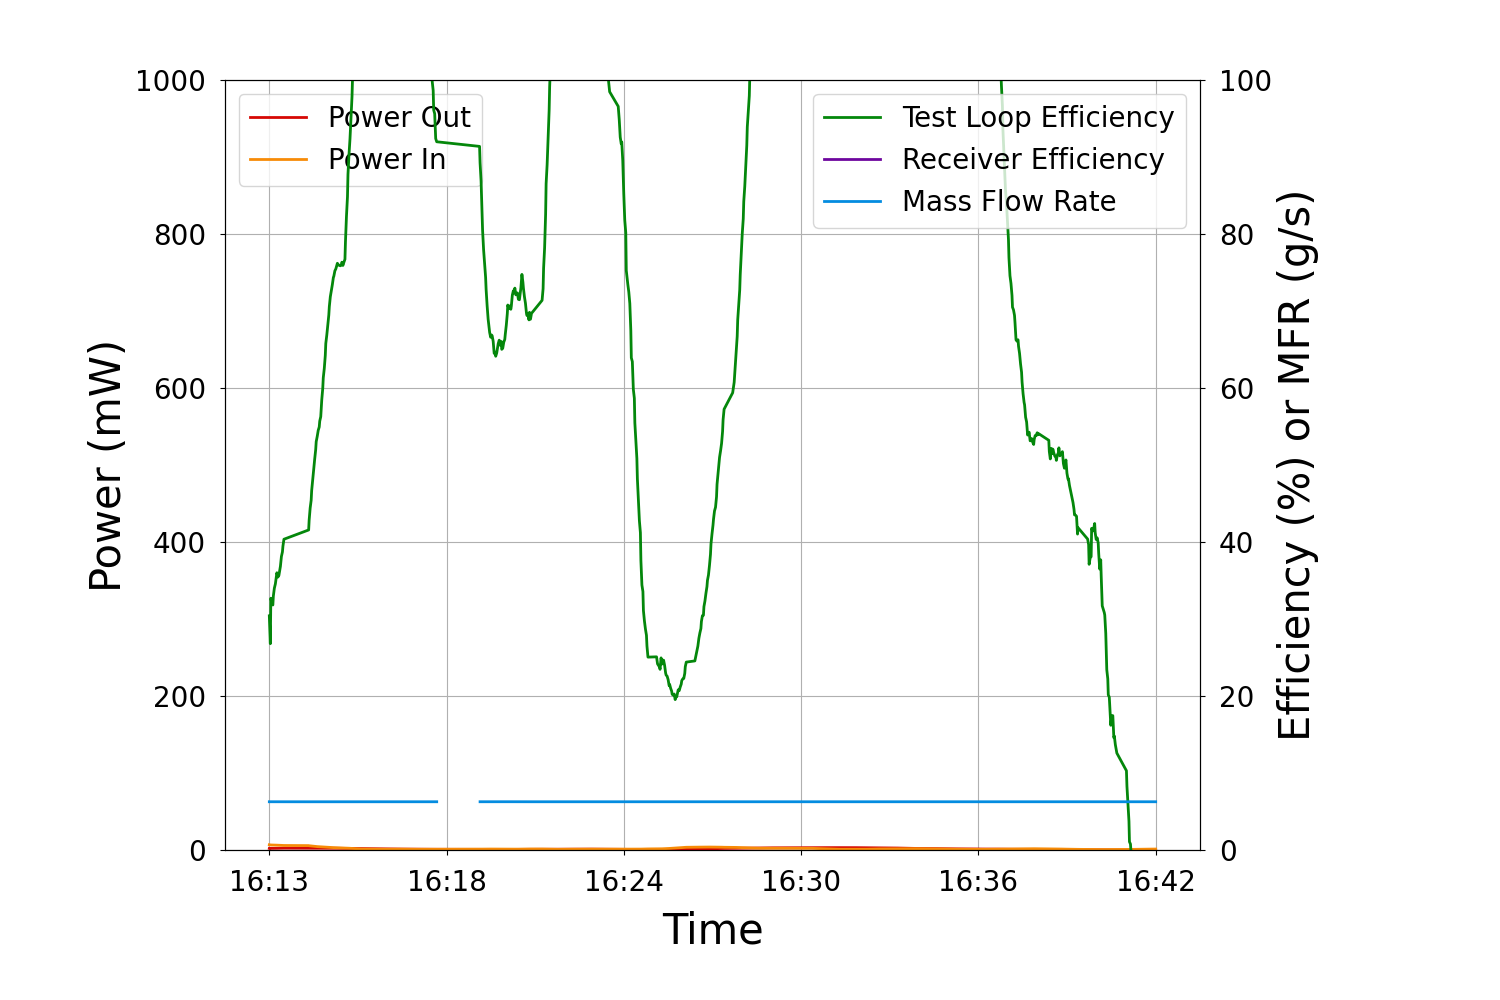 1000
800
600
400
200
0
Power (mW)
Power Out
Power In
Test Loop Efficiency
Receiver Efficiency
Mass Flow Rate
100
80
60
40
20
0
Efficiency (%) or MFR (g/s)
16:13 16:18 16:24 16:30 16:36 16:42
Time